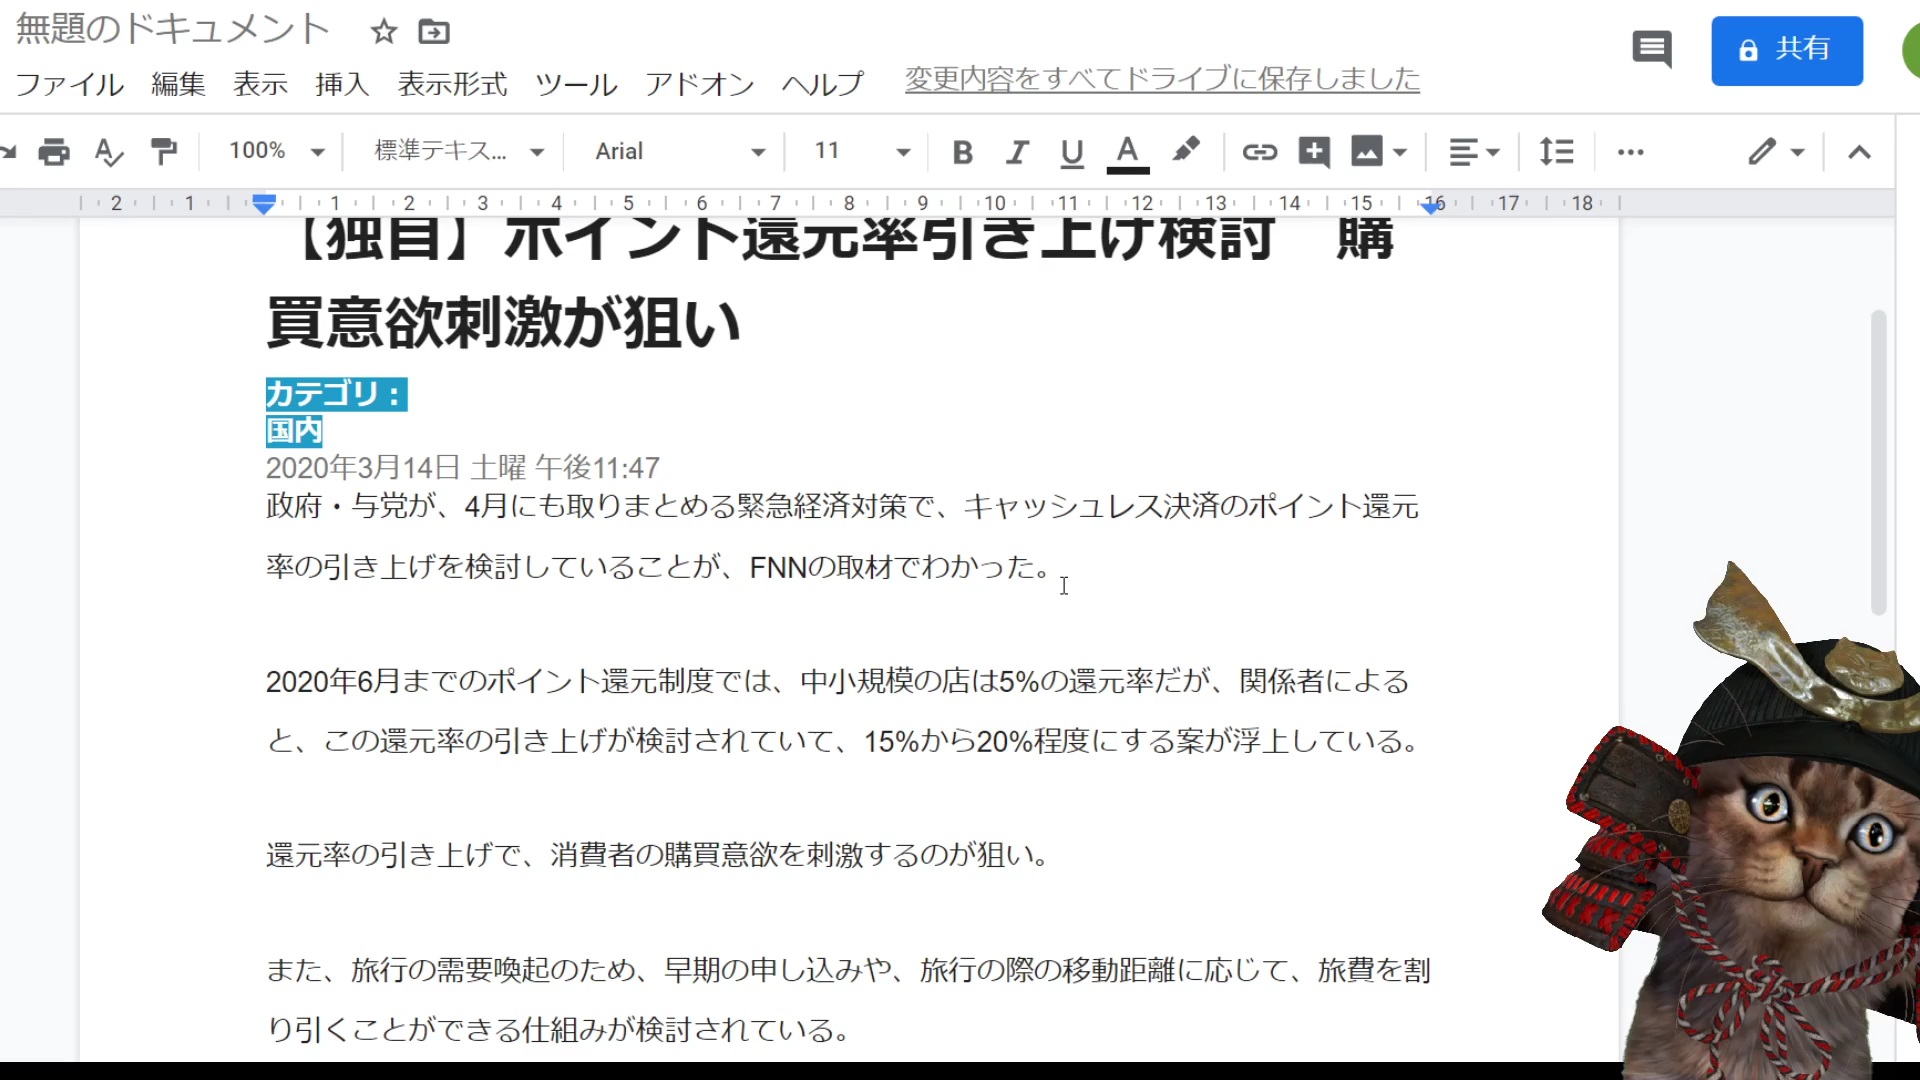 無題のドキュメント
ファイル 編集 表示 挿入 表示形式 ツール アドオン ヘルプ 変更内容をすべてドライブに保存しました
共有
100% 標準テキス... Arial 11 B I U A
2 1 1 2 3 4 5 6 7 8 9 10 11 12 13 14 15 16 17 18
【独自】ポイント還元率引き上げ検討　購
買意欲刺激が狙い
カテゴリ：
国内
2020年3月14日 土曜 午後11:47
政府・与党が、4月にも取りまとめる緊急経済対策で、キャッシュレス決済のポイント還元
率の引き上げを検討していることが、FNNの取材でわかった。
2020年6月までのポイント還元制度では、中小規模の店は5%の還元率だが、関係者による
と、この還元率の引き上げが検討されていて、15%から20%程度にする案が浮上している。
還元率の引き上げで、消費者の購買意欲を刺激するのが狙い。
また、旅行の需要喚起のため、早期の申し込みや、旅行の際の移動距離に応じて、旅費を割
り引くことができる仕組みが検討されている。